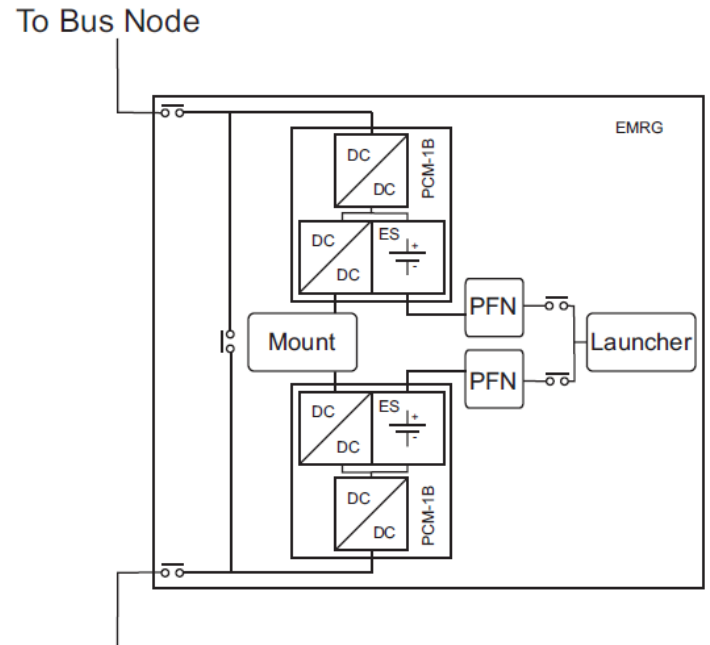 To Bus Node
EMRG
DC
DC
PCM-1B
DC
DC
ES
+
-
PFN
Mount
Launcher
PFN
DC
DC
ES
+
-
DC
DC
PCM-1B